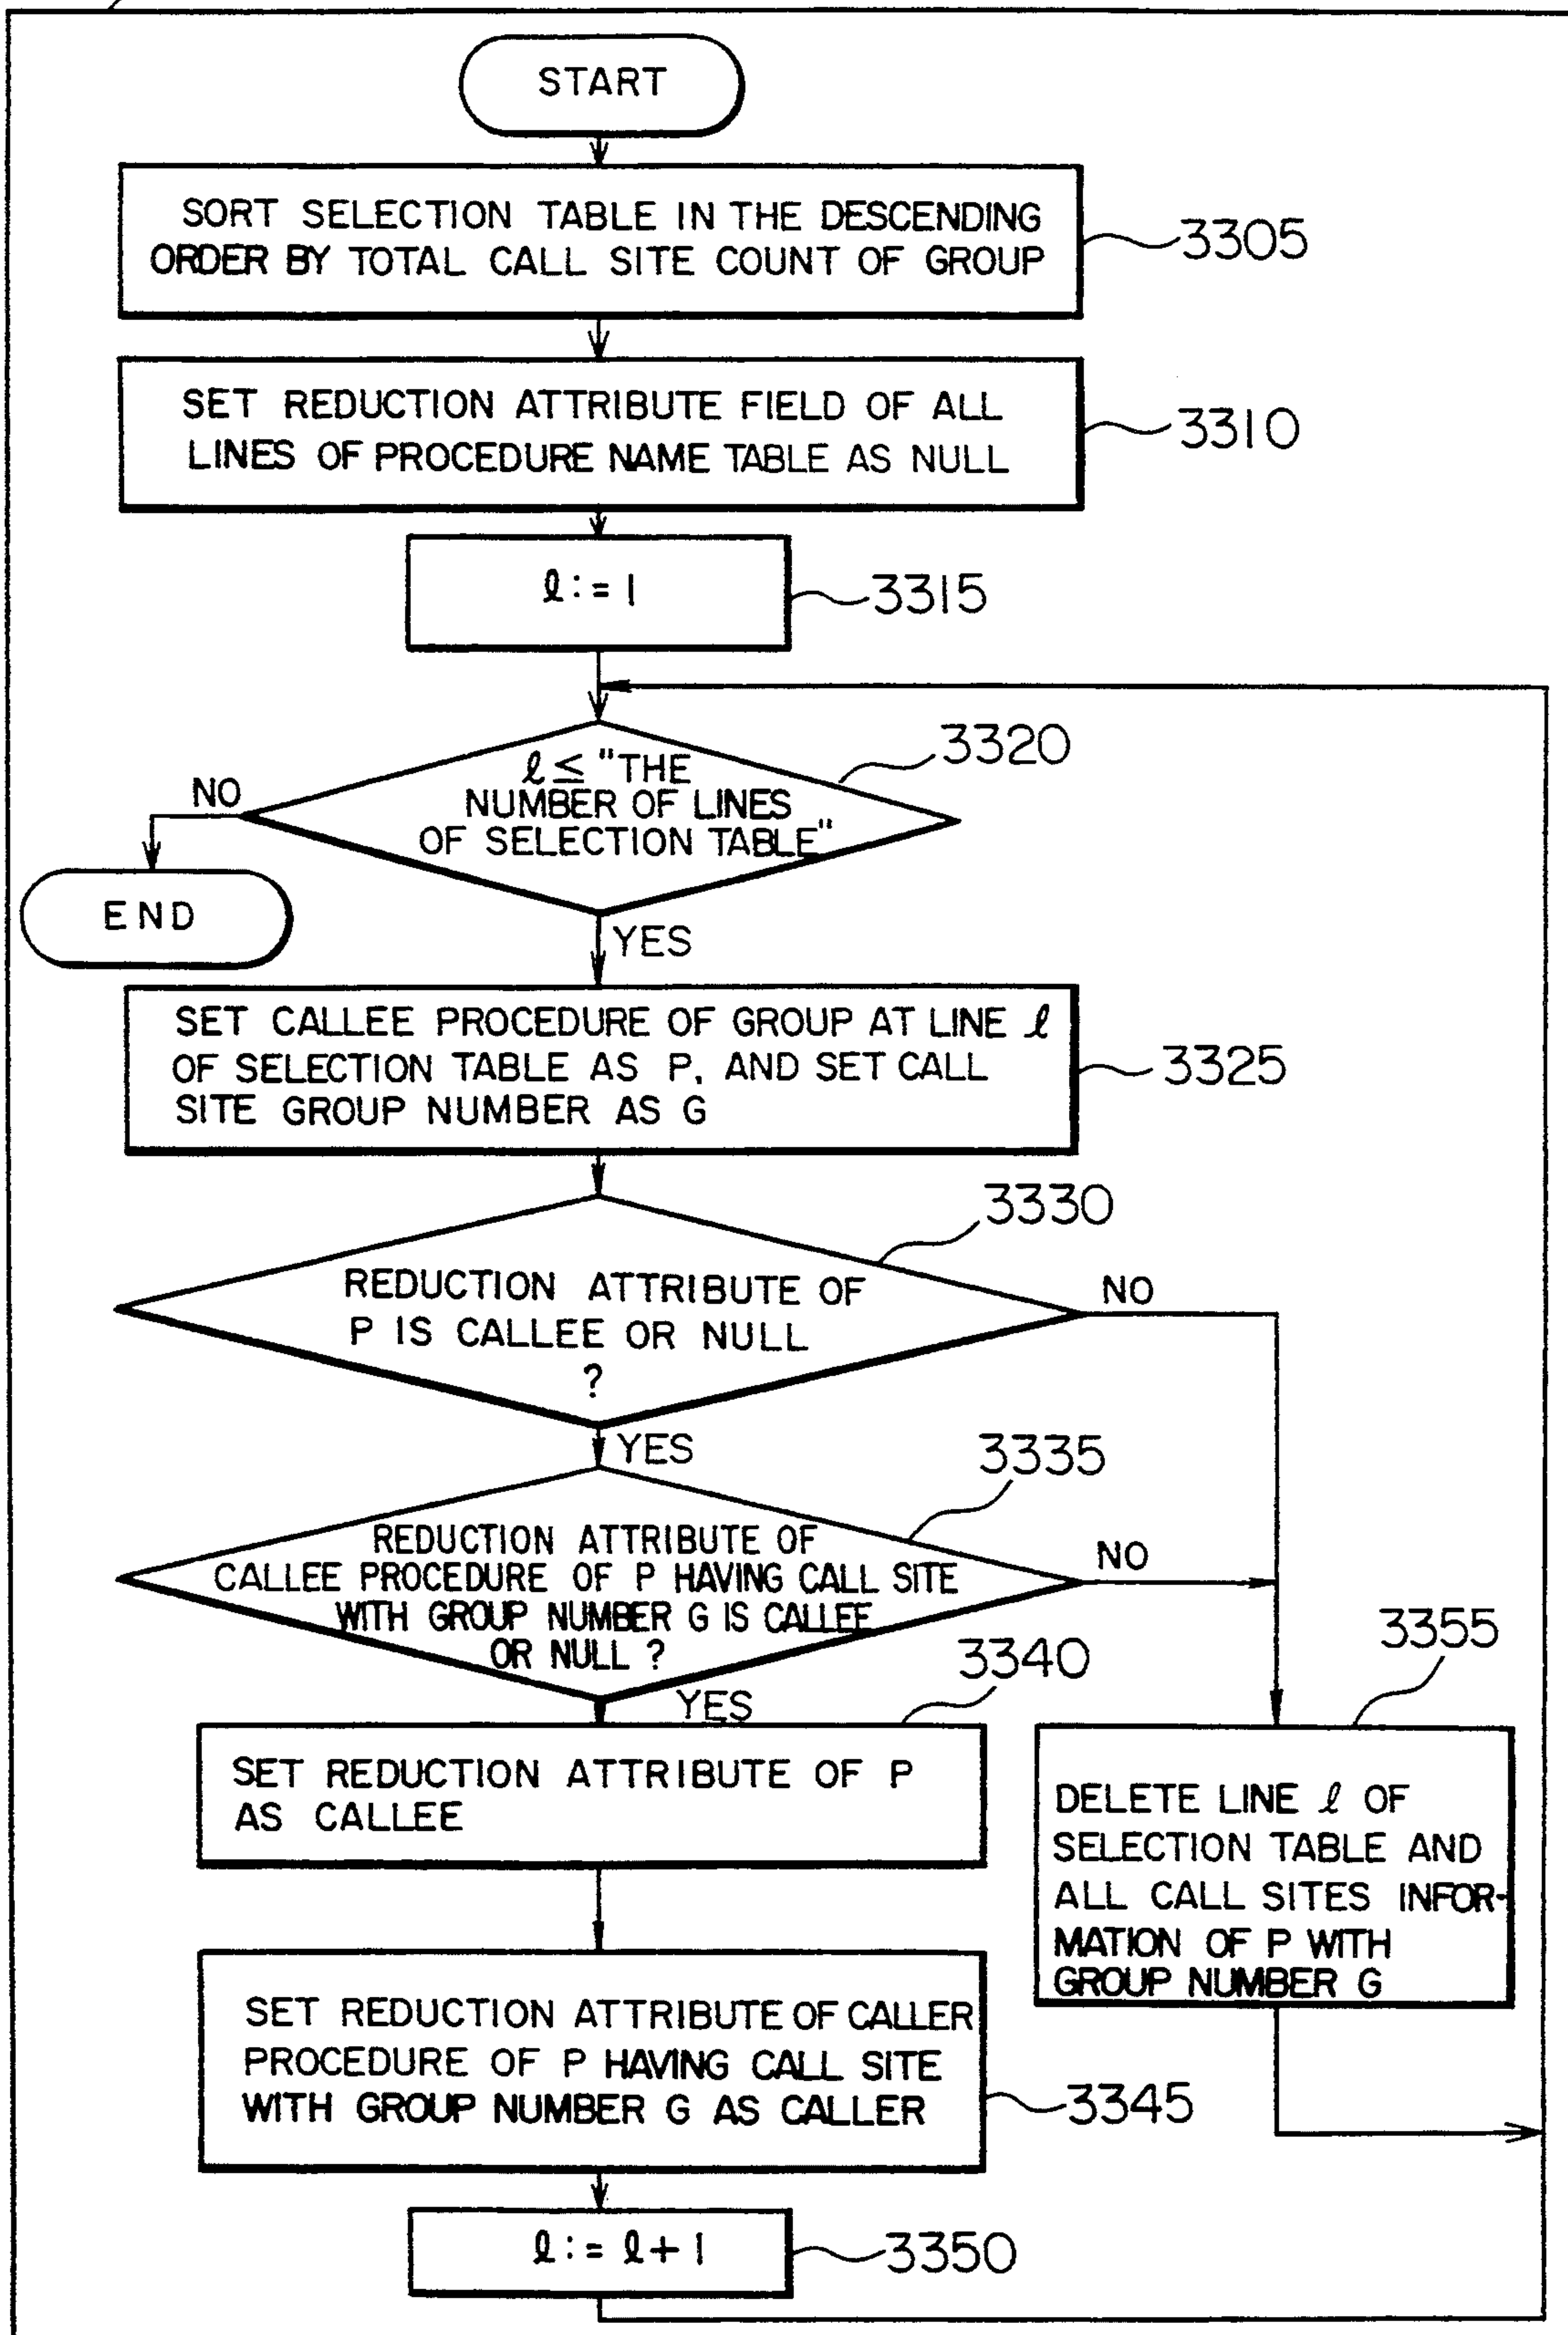 START
SORT SELECTION TABLE IN THE DESCENDING
ORDER BY TOTAL CALL SITE COUNT OF GROUP
3305
SET REDUCTION ATTRIBUTE FIELD OF ALL
LINES OF PROCEDURE NAME TABLE AS NULL
3310
ℓ:=1
3315
3320
ℓ≤ "THE
NUMBER OF LINES
OF SELECTION TABLE"
NO
END
YES
SET CALLEE PROCEDURE OF GROUP AT LINE ℓ
OF SELECTION TABLE AS P, AND SET CALL
SITE GROUP NUMBER AS G
3325
3330
REDUCTION ATTRIBUTE OF
P IS CALLEE OR NULL
?
NO
YES
3335
REDUCTION ATTRIBUTE OF
CALLEE PROCEDURE OF P HAVING CALL SITE
WITH GROUP NUMBER G IS CALLEE
OR NULL ?
NO
YES
3340
SET REDUCTION ATTRIBUTE OF P
AS CALLEE
3355
DELETE LINE ℓ OF
SELECTION TABLE AND
ALL CALL SITES INFOR-
MATION OF P WITH
GROUP NUMBER G
SET REDUCTION ATTRIBUTE OF CALLER
PROCEDURE OF P HAVING CALL SITE
WITH GROUP NUMBER G AS CALLER
3345
ℓ:= ℓ+1
3350